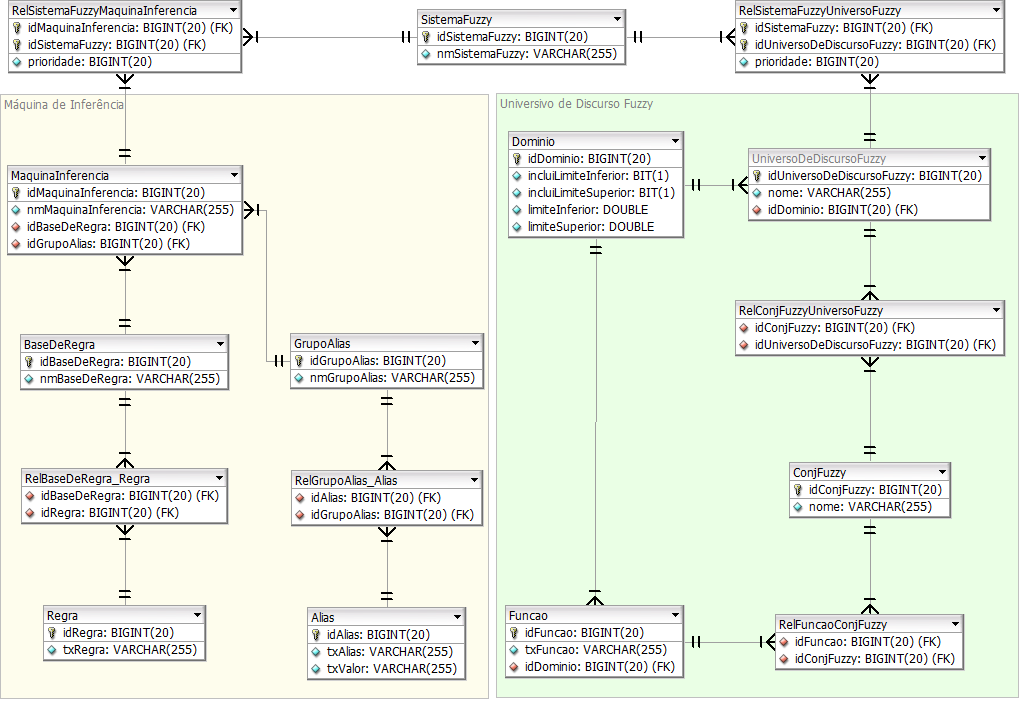 RelSistemaFuzzyMaquinaInferencia
idMaquinaInferencia: BIGINT(20) (FK)
idSistemaFuzzy: BIGINT(20) (FK)
prioridade: BIGINT(20)
SistemaFuzzy
idSistemaFuzzy: BIGINT(20)
nmSistemaFuzzy: VARCHAR(255)
RelSistemaFuzzyUniversoFuzzy
idSistemaFuzzy: BIGINT(20) (FK)
idUniversoDeDiscursoFuzzy: BIGINT(20) (FK)
prioridade: BIGINT(20)
Máquina de Inferência
MaquinaInferencia
idMaquinaInferencia: BIGINT(20)
nmMaquinaInferencia: VARCHAR(255)
idBaseDeRegra: BIGINT(20) (FK)
idGrupoAlias: BIGINT(20) (FK)
BaseDeRegra
idBaseDeRegra: BIGINT(20)
nmBaseDeRegra: VARCHAR(255)
GrupoAlias
idGrupoAlias: BIGINT(20)
nmGrupoAlias: VARCHAR(255)
RelBaseDeRegra_Regra
idBaseDeRegra: BIGINT(20) (FK)
idRegra: BIGINT(20) (FK)
RelGrupoAlias_Alias
idAlias: BIGINT(20) (FK)
idGrupoAlias: BIGINT(20) (FK)
Regra
idRegra: BIGINT(20)
txRegra: VARCHAR(255)
Alias
idAlias: BIGINT(20)
txAlias: VARCHAR(255)
txValor: VARCHAR(255)
Universivo de Discurso Fuzzy
Dominio
idDominio: BIGINT(20)
incluiLimiteInferior: BIT(1)
incluiLimiteSuperior: BIT(1)
limiteInferior: DOUBLE
limiteSuperior: DOUBLE
UniversoDeDiscursoFuzzy
idUniversoDeDiscursoFuzzy: BIGINT(20)
nome: VARCHAR(255)
idDominio: BIGINT(20) (FK)
RelConjFuzzyUniversoFuzzy
idConjFuzzy: BIGINT(20) (FK)
idUniversoDeDiscursoFuzzy: BIGINT(20) (FK)
ConjFuzzy
idConjFuzzy: BIGINT(20)
nome: VARCHAR(255)
Funcao
idFuncao: BIGINT(20)
txFuncao: VARCHAR(255)
idDominio: BIGINT(20) (FK)
RelFuncaoConjFuzzy
idFuncao: BIGINT(20) (FK)
idConjFuzzy: BIGINT(20) (FK)